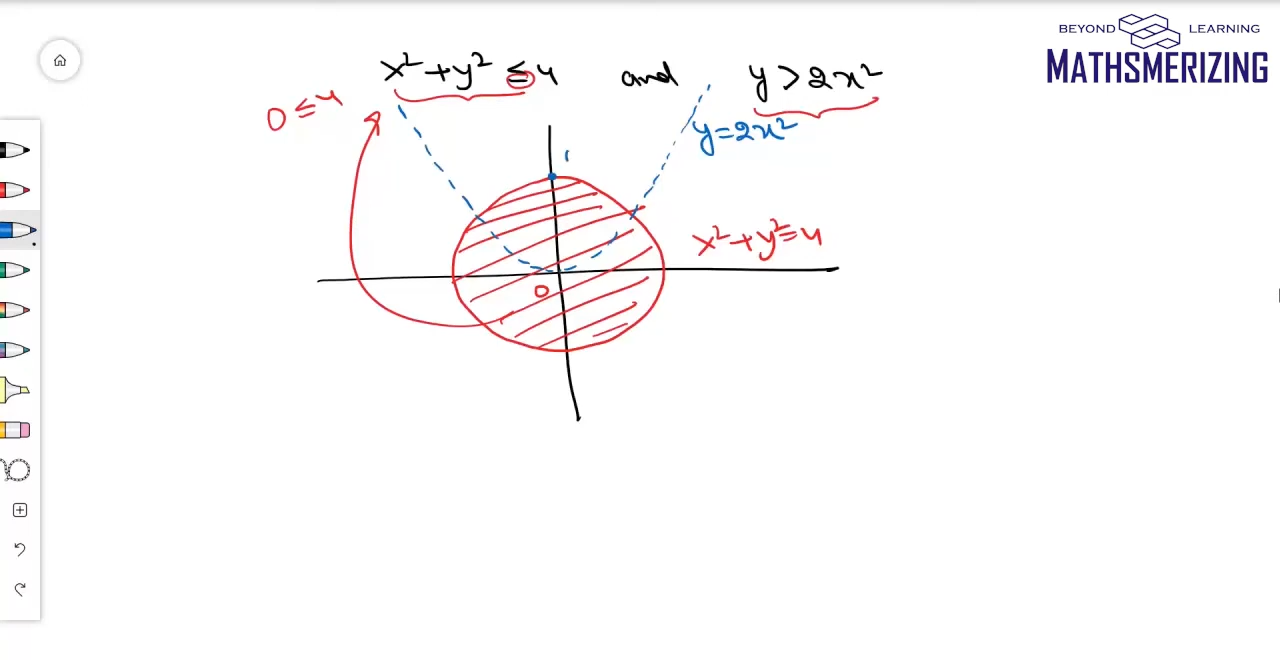 BEYOND LEARNING
MATHSMERIZING
x² + y² ≤ 4 and y > 2x²
0 ≤ 4
y = 2x²
x² + y² = 4
0